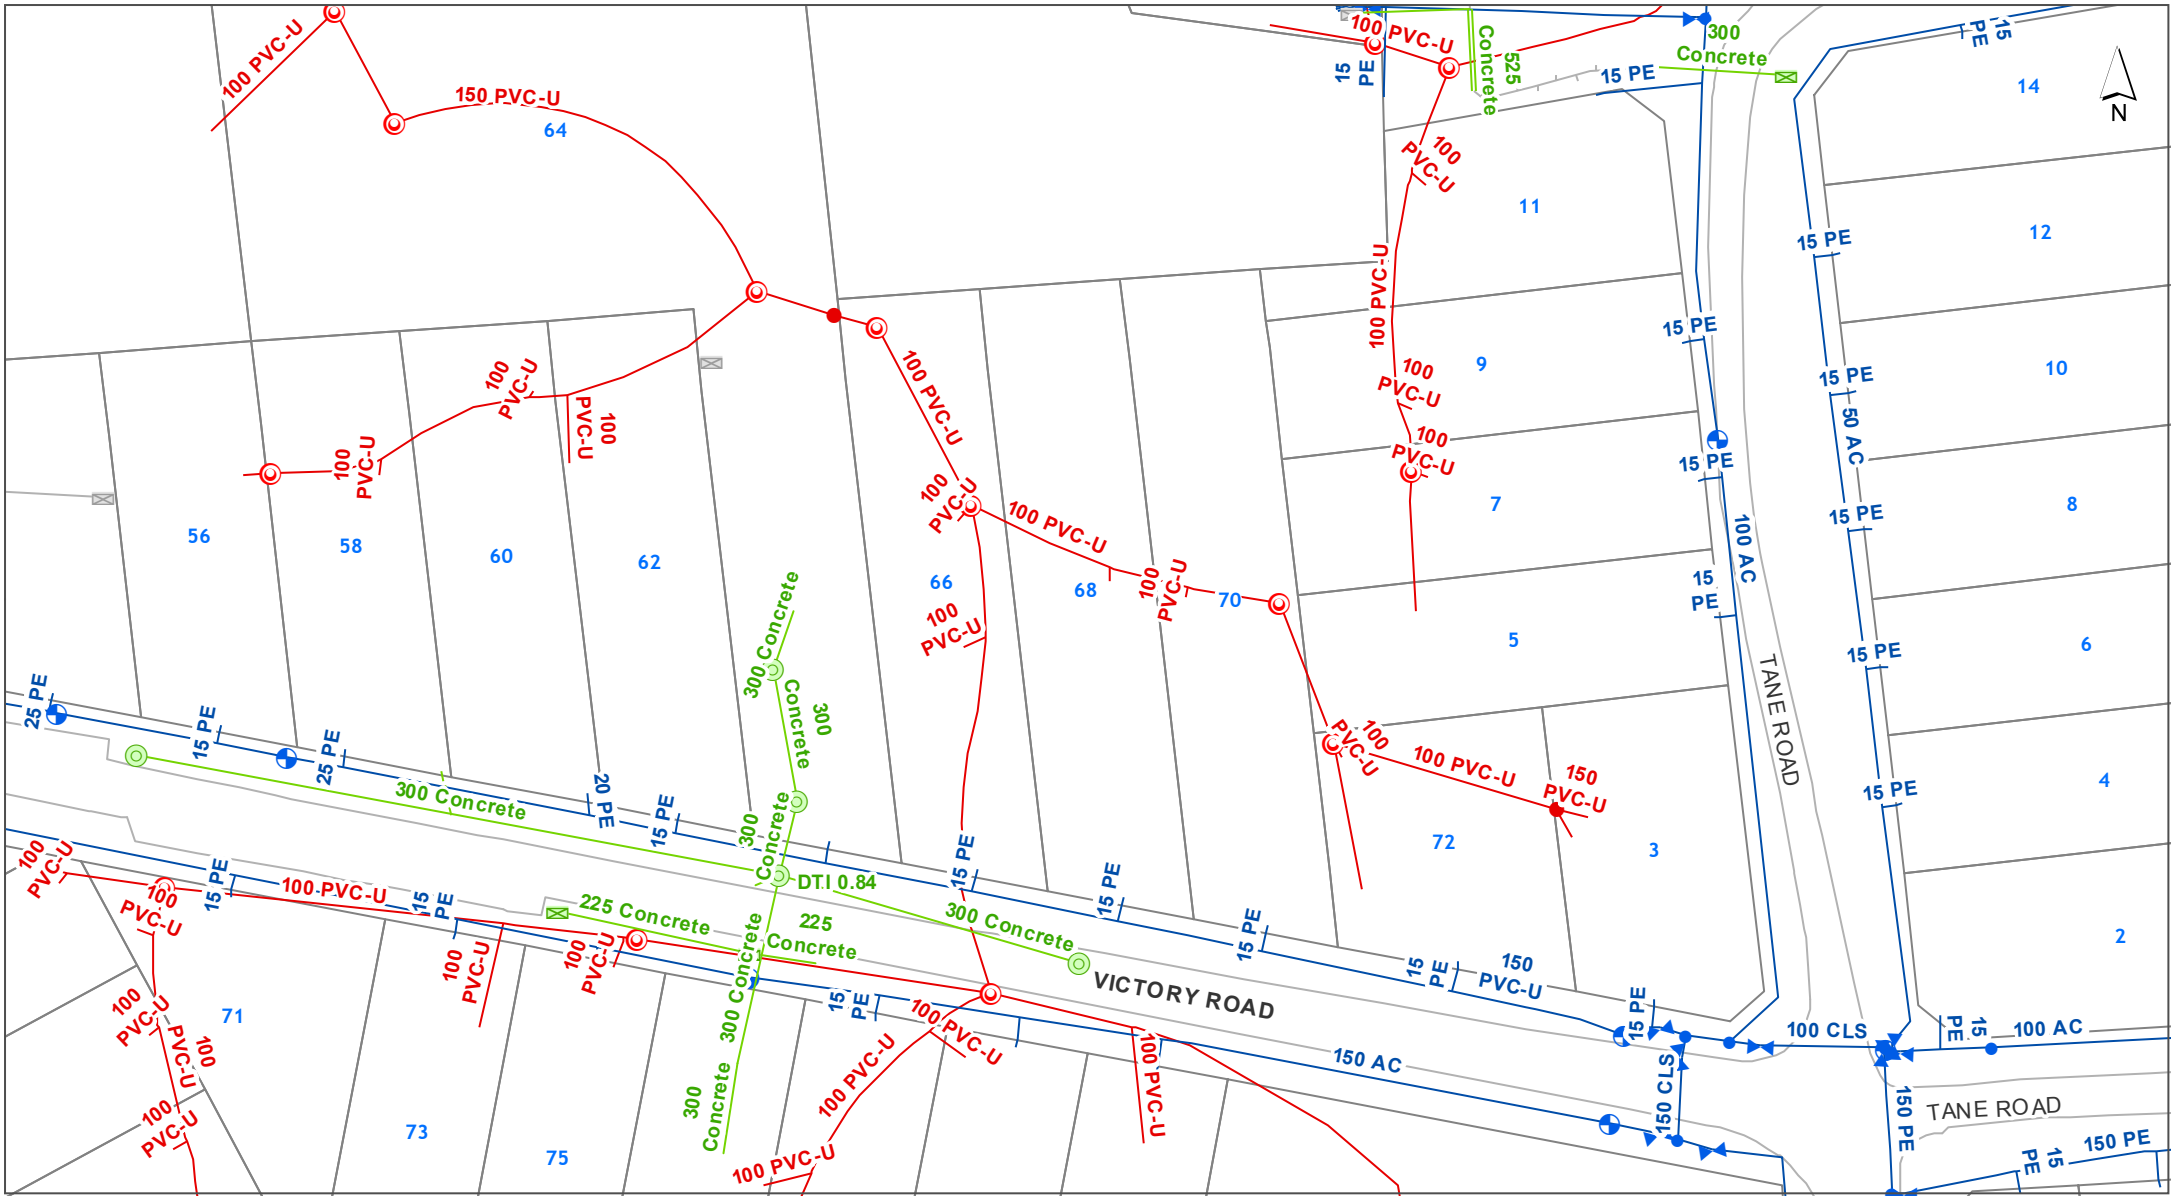 100 PVC-U
150 PVC-U
64
100 PVC-U
15
PE
Concrete
525
15 PE
300
Concrete
15
PE
14
N
100
PVC-U
11
15 PE
12
100 PVC-U
15 PE
9
100
PVC-U
100
PVC-U
15 PE
10
50 AC
15 PE
7
15 PE
8
100 AC
15
PE
5
15 PE
6
TANE ROAD
15 PE
4
100
PVC-U
100
PVC-U
100
PVC-U
100 PVC-U
100
PVC-U
100 PVC-U
100
PVC-U
56
58
60
62
66
68
70
100
PVC-U
300 Concrete
300
Concrete
100
PVC-U
100 PVC-U
150
PVC-U
72
3
2
25 PE
15 PE
25 PE
300 Concrete
20 PE
15 PE
300
Concrete
DTI 0.84
15 PE
15 PE
15 PE
15
PE
150
PVC-U
15 PE
100
PVC-U
100
PVC-U
15 PE
100 PVC-U
15
PE
225 Concrete
225
Concrete
300 Concrete
VICTORY ROAD
100 CLS
15
PE
100 AC
100
PVC-U
100
PVC-U
300 Concrete
15
PE
100 PVC-U
150 AC
150 CLS
150 PE
TANE ROAD
71
100
PVC-U
100
PVC-U
100
PVC-U
73
75
300
Concrete
100 PVC-U
100 PVC-U
100 PVC-U
15
PE
150 PE